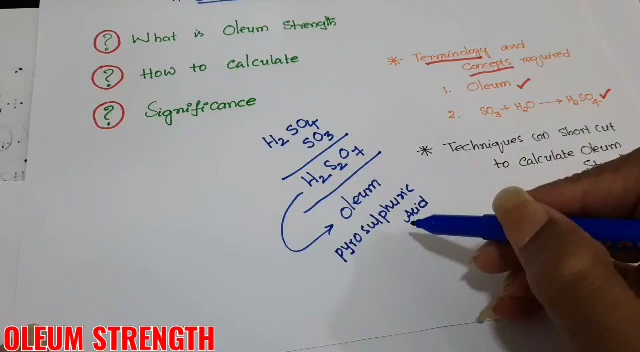 ? What is Oleum Strength
? How to calculate
? Significance
* Terminology and
Concepts required
1. Oleum ✓
2. SO3 + H2O → H2SO4 ✓
* Techniques (or) Short cut
to calculate Oleum
H2SO4
SO3
H2S2O7
Oleum
pyrosulphuric
Acid
OLEUM STRENGTH